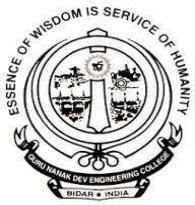 ESSENCE OF WISDOM IS SERVICE OF HUMANITY
GURU NANAK DEV ENGINEERING COLLEGE
BIDAR • INDIA